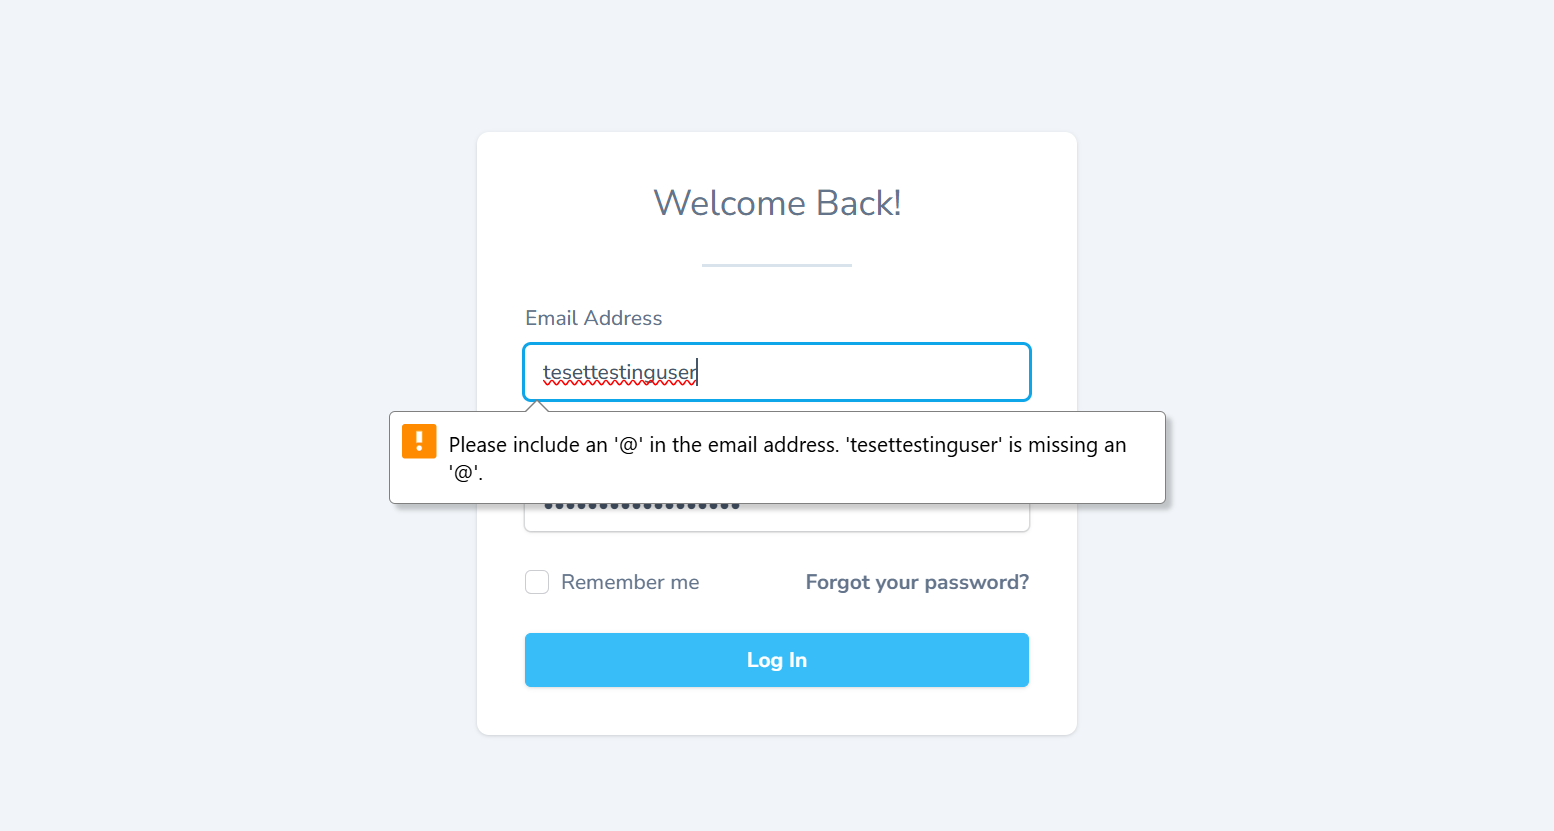 Welcome Back!
Email Address
tesettestinguser
Please include an '@' in the email address. 'tesettestinguser' is missing an
'@'.
Remember me
Forgot your password?
Log In